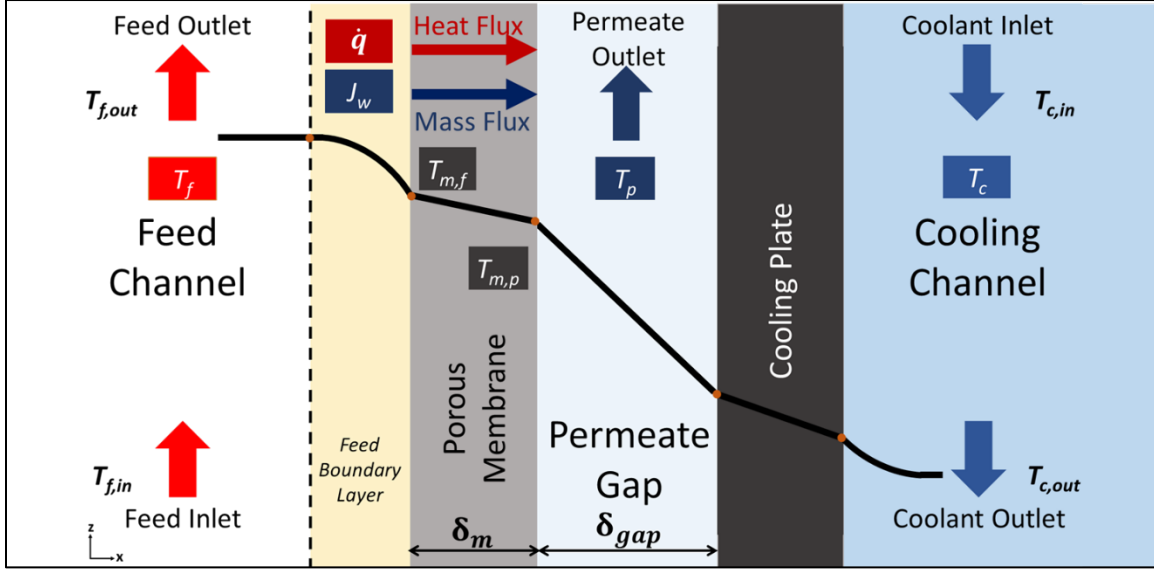 Feed Outlet
T_f,out
T_f
Feed
Channel
T_f,in
Feed Inlet
z
x
q̇
J_w
Heat Flux
Mass Flux
T_m,f
T_m,p
Feed
Boundary
Layer
Porous
Membrane
δ_m
Permeate
Outlet
T_p
Permeate
Gap
δ_gap
Cooling Plate
Coolant Inlet
T_c,in
T_c
Cooling
Channel
T_c,out
Coolant Outlet